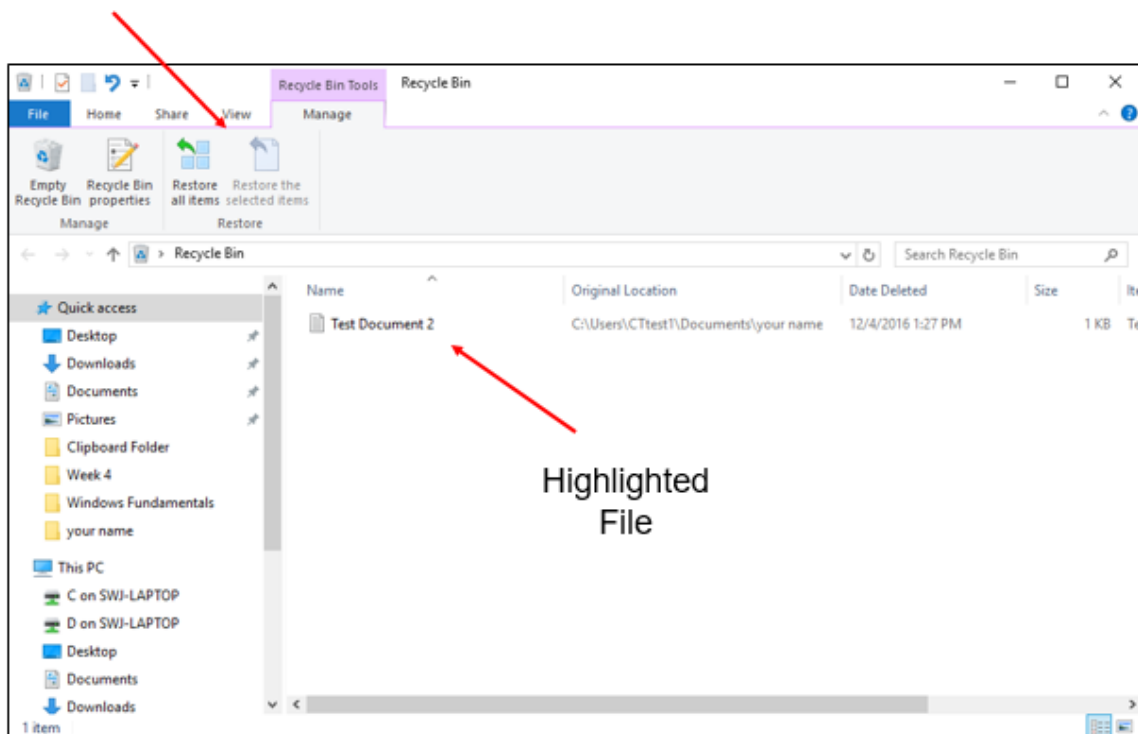 Recycle Bin Tools Recycle Bin
File Home Share View Manage
Empty Recycle Bin Restore Restore the
Recycle Bin properties all items selected items
Manage Restore
Recycle Bin Search Recycle Bin
Name Original Location Date Deleted Size
Quick access
Test Document 2 C:\Users\CTtest1\Documents\your name 12/4/2016 1:27 PM 1 KB
Desktop
Downloads
Documents
Pictures
Clipboard Folder
Week 4
Windows Fundamentals
your name
Highlighted
File
This PC
C on SWJ-LAPTOP
D on SWJ-LAPTOP
Desktop
Documents
Downloads
1 item